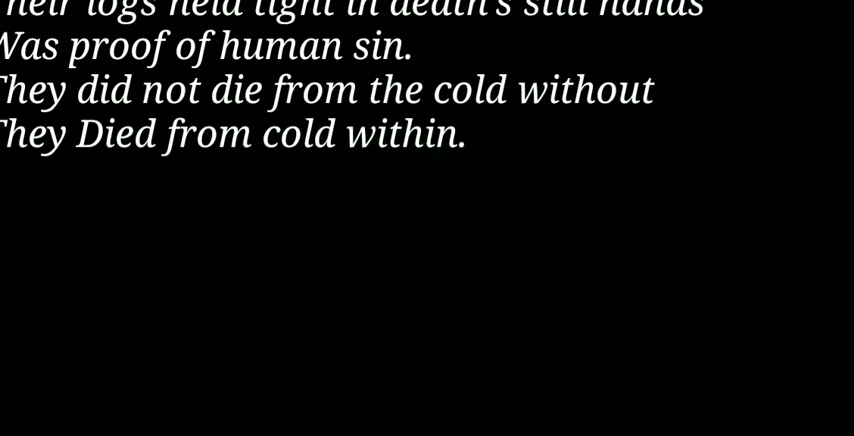 Their logs held tight in death's still hands
Was proof of human sin.
They did not die from the cold without
They Died from cold within.